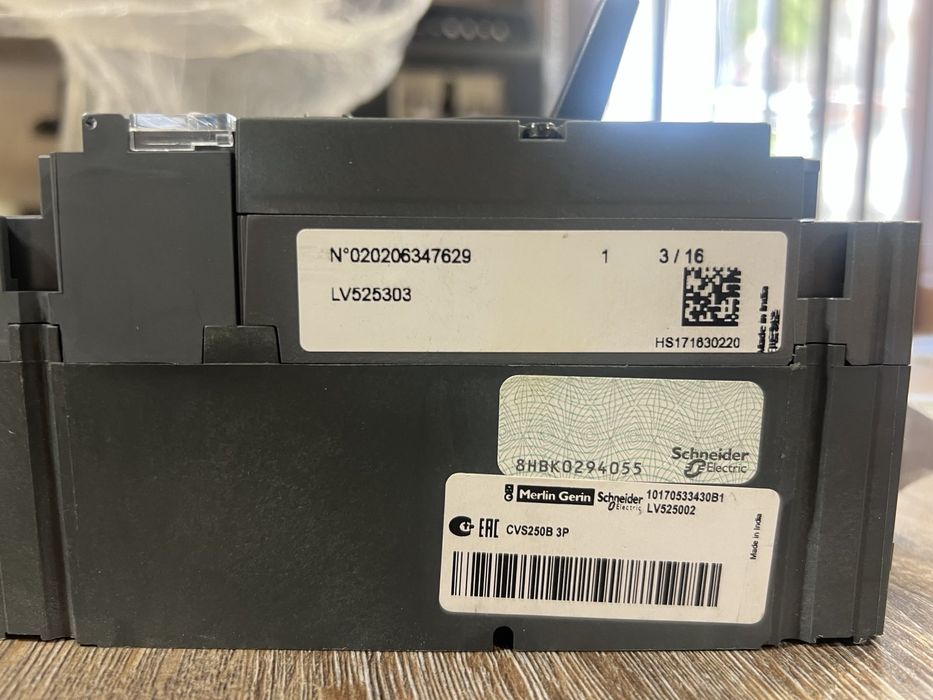 N°020206347629 1 3 / 16
LV525303
HS171630220
Made in India
8HBK0294055
Schneider
Electric
Merlin Gerin Schneider Electric 10170533430B1
LV525002
EAC CVS250B 3P
Made in India